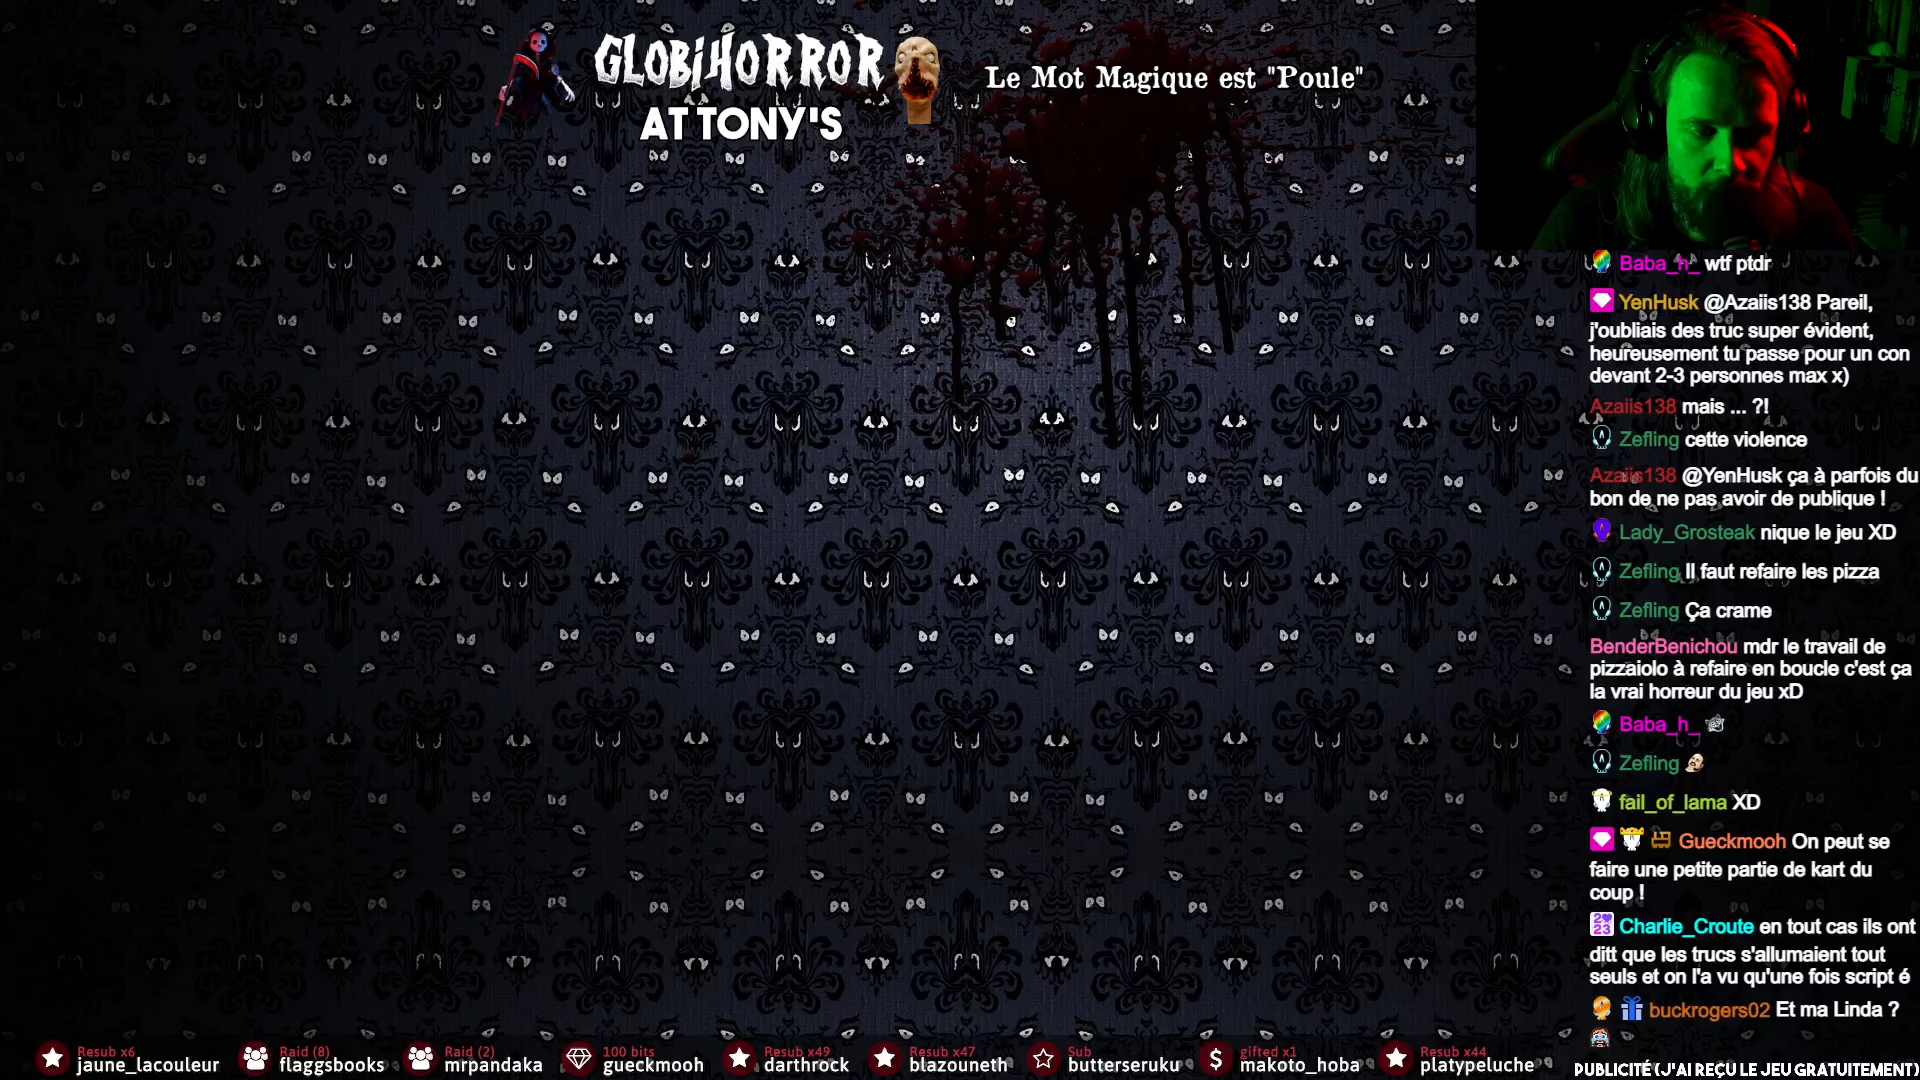 GLOBIHORROR
AT TONY'S
Le Mot Magique est "Poule"
Baba_h_ wtf ptdr
YenHusk @Azaiis138 Pareil,
j'oubliais des truc super évident,
heureusement tu passe pour un con
devant 2-3 personnes max x)
Azaiis138 mais ... ?!
Zefling cette violence
Azaiis138 @YenHusk ça à parfois du
bon de ne pas avoir de publique !
Lady_Grosteak nique le jeu XD
Zefling Il faut refaire les pizza
Zefling Ça crame
BenderBenichou mdr le travail de
pizzaiolo à refaire en boucle c'est ça
la vrai horreur du jeu xD
Baba_h_
Zefling
fail_of_lama XD
Gueckmooh On peut se
faire une petite partie de kart du
coup !
2023 Charlie_Croute en tout cas ils ont
ditt que les trucs s'allumaient tout
seuls et on l'a vu qu'une fois script é
buckrogers02 Et ma Linda ?
Resub x6
jaune_lacouleur
Raid (8)
flaggsbooks
Raid (2)
mrpandaka
100 bits
gueckmooh
Resub x49
darthrock
Resub x47
blazouneth
Sub
butterseruku
gifted x1
makoto_hoba
Resub x44
platypeluche
PUBLICITÉ (J'AI REÇU LE JEU GRATUITEMENT)